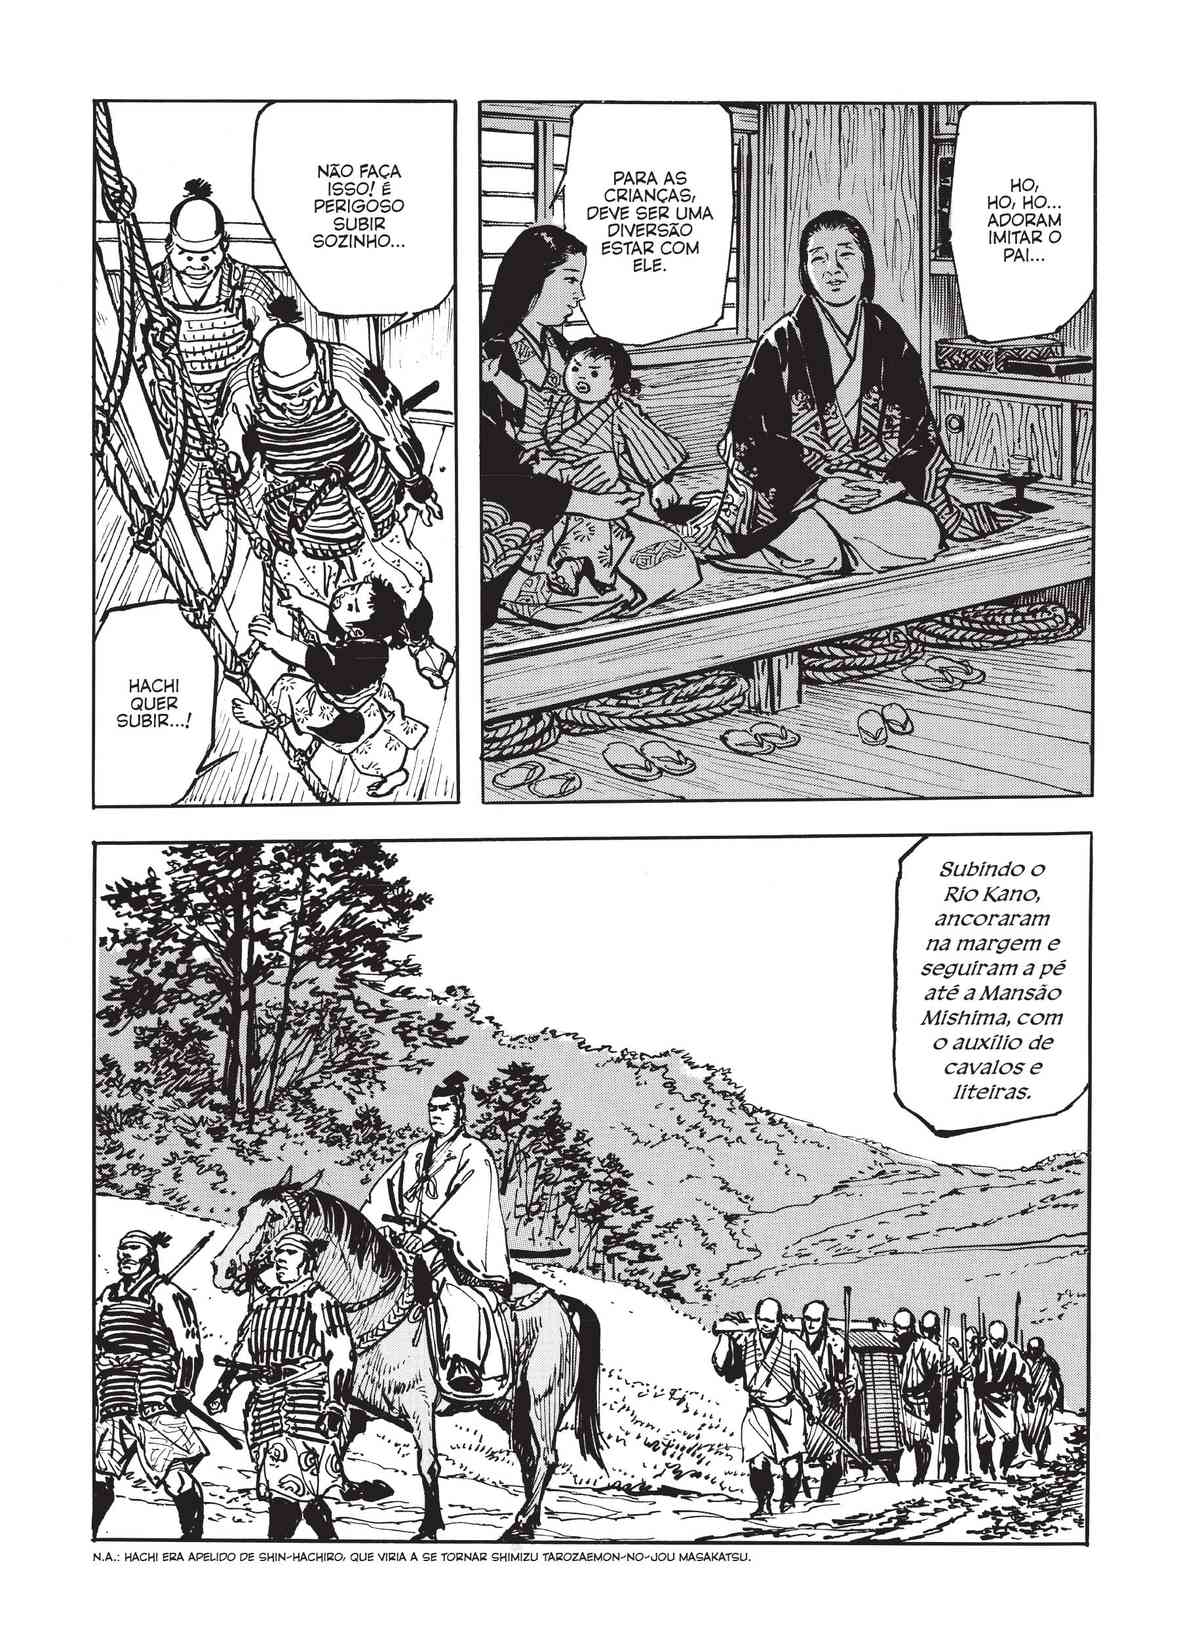 HO,
HO, HO...
ADORAM
IMITAR O
PAI...
PARA AS
CRIANÇAS,
DEVE SER UMA
DIVERSÃO
ESTAR COM
ELE.
NÃO FAÇA
ISSO! É
PERIGOSO
SUBIR
SOZINHO...
HACHI
QUER
SUBIR...!
Subindo o
Rio Kano,
ancoraram
na margem e
seguiram a pé
até a Mansão
Mishima, com
o auxílio de
cavalos e
liteiras.
N.A.: HACHI ERA APELIDO DE SHIN-HACHIRO, QUE VIRIA A SE TORNAR SHIMIZU TAROZAEMON-NO-JOU MASAKATSU.